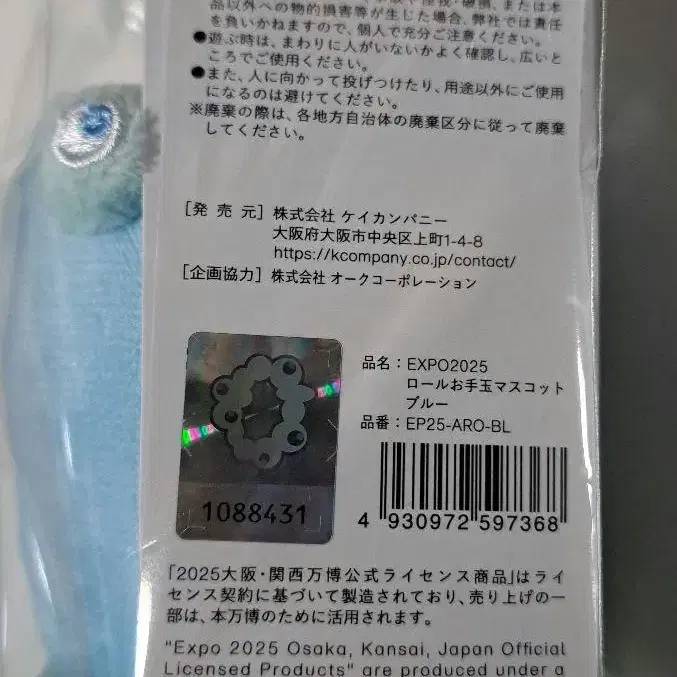 品以外への物的損害等が生じた場合、弊社では責任
を負いかねますので、個人で充分ご注意ください。
●遊ぶ時は、まわりに人がいないかよく確認し、広いと
ころでご使用ください。
●また、人に向かって投げつけたり、用途以外にご使用
になるのは避けてください。
※廃棄の際は、各地方自治体の廃棄区分に従って廃棄
してください。
[発 売 元] 株式会社 ケイカンパニー
大阪府大阪市中央区上町1-4-8
https://kcompany.co.jp/contact/
[企画協力] 株式会社 オークコーポレーション
品名：EXPO2025
ロールお手玉マスコット
ブルー
品番：EP25-ARO-BL
1088431
4 930972 597368
「2025大阪・関西万博公式ライセンス商品」はライ
センス契約に基づいて製造されており、売り上げの一
部は、本万博のために活用されます。
"Expo 2025 Osaka, Kansai, Japan Official
Licensed Products" are produced under a